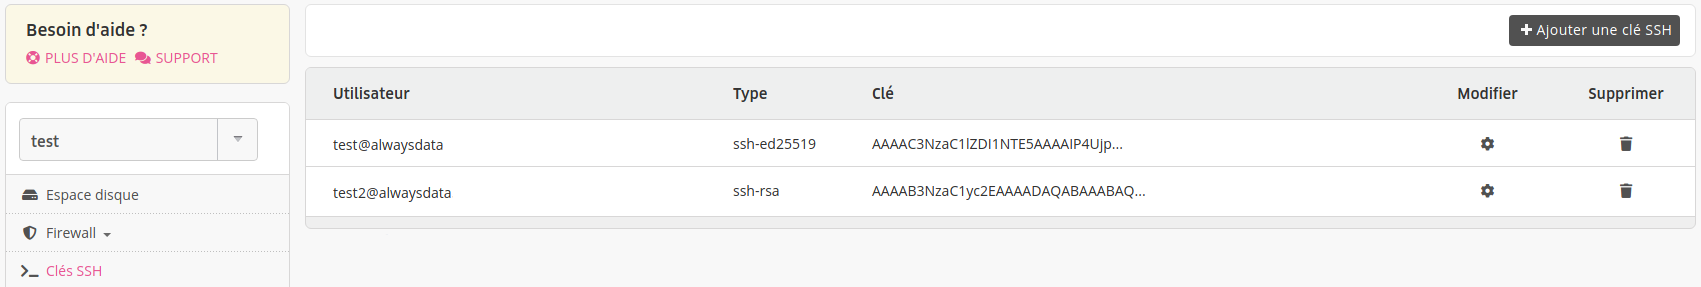 Besoin d'aide ?
PLUS D'AIDE SUPPORT
test
Espace disque
Firewall
Clés SSH
Ajouter une clé SSH
Utilisateur Type Clé Modifier Supprimer
test@alwaysdata ssh-ed25519 AAAAC3NzaC1lZDI1NTE5AAAAIP4Ujp...
test2@alwaysdata ssh-rsa AAAAB3NzaC1yc2EAAAADAQABAAABAQ...